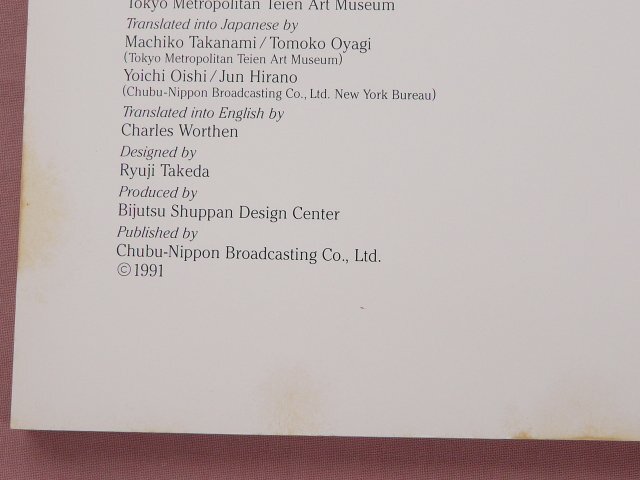 Tokyo Metropolitan Teien Art Museum
Translated into Japanese by
Machiko Takanami / Tomoko Oyagi
(Tokyo Metropolitan Teien Art Museum)
Yoichi Oishi / Jun Hirano
(Chubu-Nippon Broadcasting Co., Ltd. New York Bureau)
Translated into English by
Charles Worthen
Designed by
Ryuji Takeda
Produced by
Bijutsu Shuppan Design Center
Published by
Chubu-Nippon Broadcasting Co., Ltd.
©1991